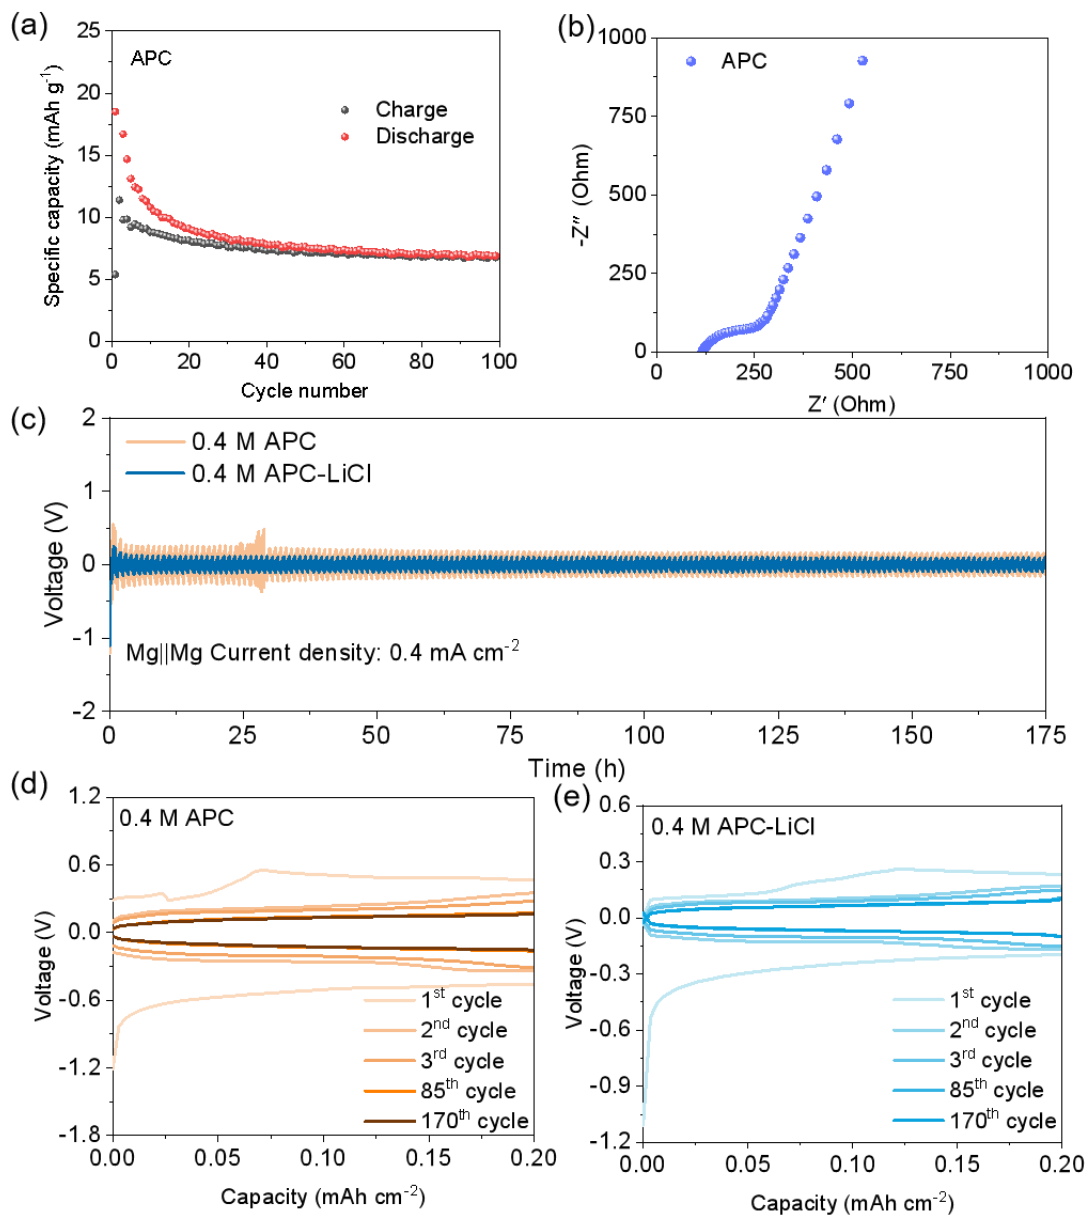 (a)
25
20
15
10
5
0
0 20 40 60 80 100
Specific capacity (mAh g⁻¹)
Cycle number
APC
Charge
Discharge
(b)
1000
750
500
250
0
0 250 500 750 1000
-Z″ (Ohm)
Z′ (Ohm)
APC
(c)
2
1
0
-1
-2
0 25 50 75 100 125 150 175
Voltage (V)
Time (h)
0.4 M APC
0.4 M APC-LiCl
Mg||Mg Current density: 0.4 mA cm⁻²
(d)
1.2
0.6
0.0
-0.6
-1.2
-1.8
0.00 0.05 0.10 0.15 0.20
Voltage (V)
Capacity (mAh cm⁻²)
0.4 M APC
1ˢᵗ cycle
2ⁿᵈ cycle
3ʳᵈ cycle
85ᵗʰ cycle
170ᵗʰ cycle
(e)
0.6
0.3
0.0
-0.3
-0.6
-0.9
-1.2
0.00 0.05 0.10 0.15 0.20
Voltage (V)
Capacity (mAh cm⁻²)
0.4 M APC-LiCl
1ˢᵗ cycle
2ⁿᵈ cycle
3ʳᵈ cycle
85ᵗʰ cycle
170ᵗʰ cycle